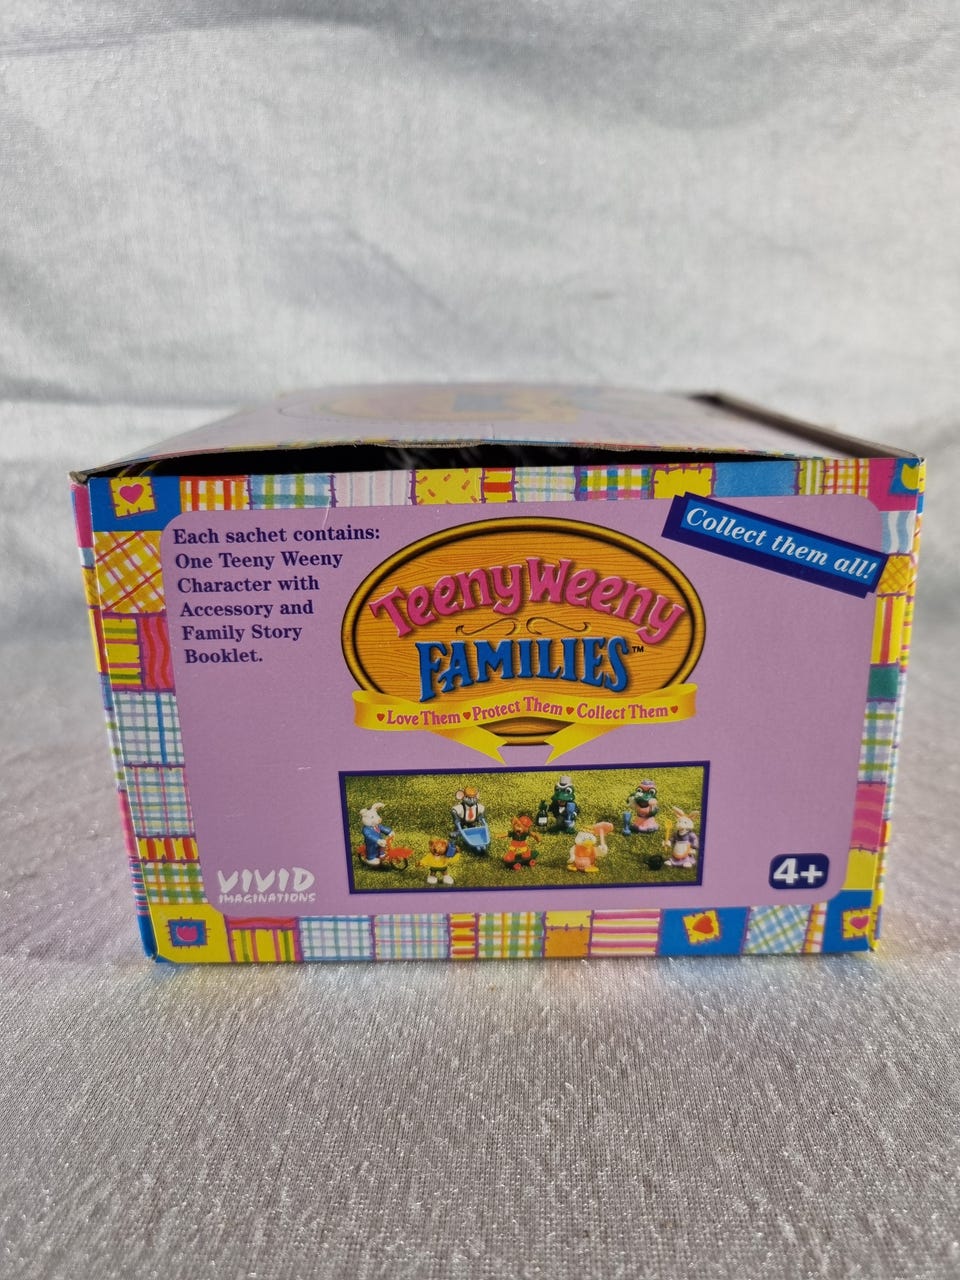 Each sachet contains:
One Teeny Weeny
Character with
Accessory and
Family Story
Booklet.
Collect them all!
Teeny Weeny
FAMILIES™
Love Them ♥ Protect Them ♥ Collect Them
VIVID
IMAGINATIONS
4+